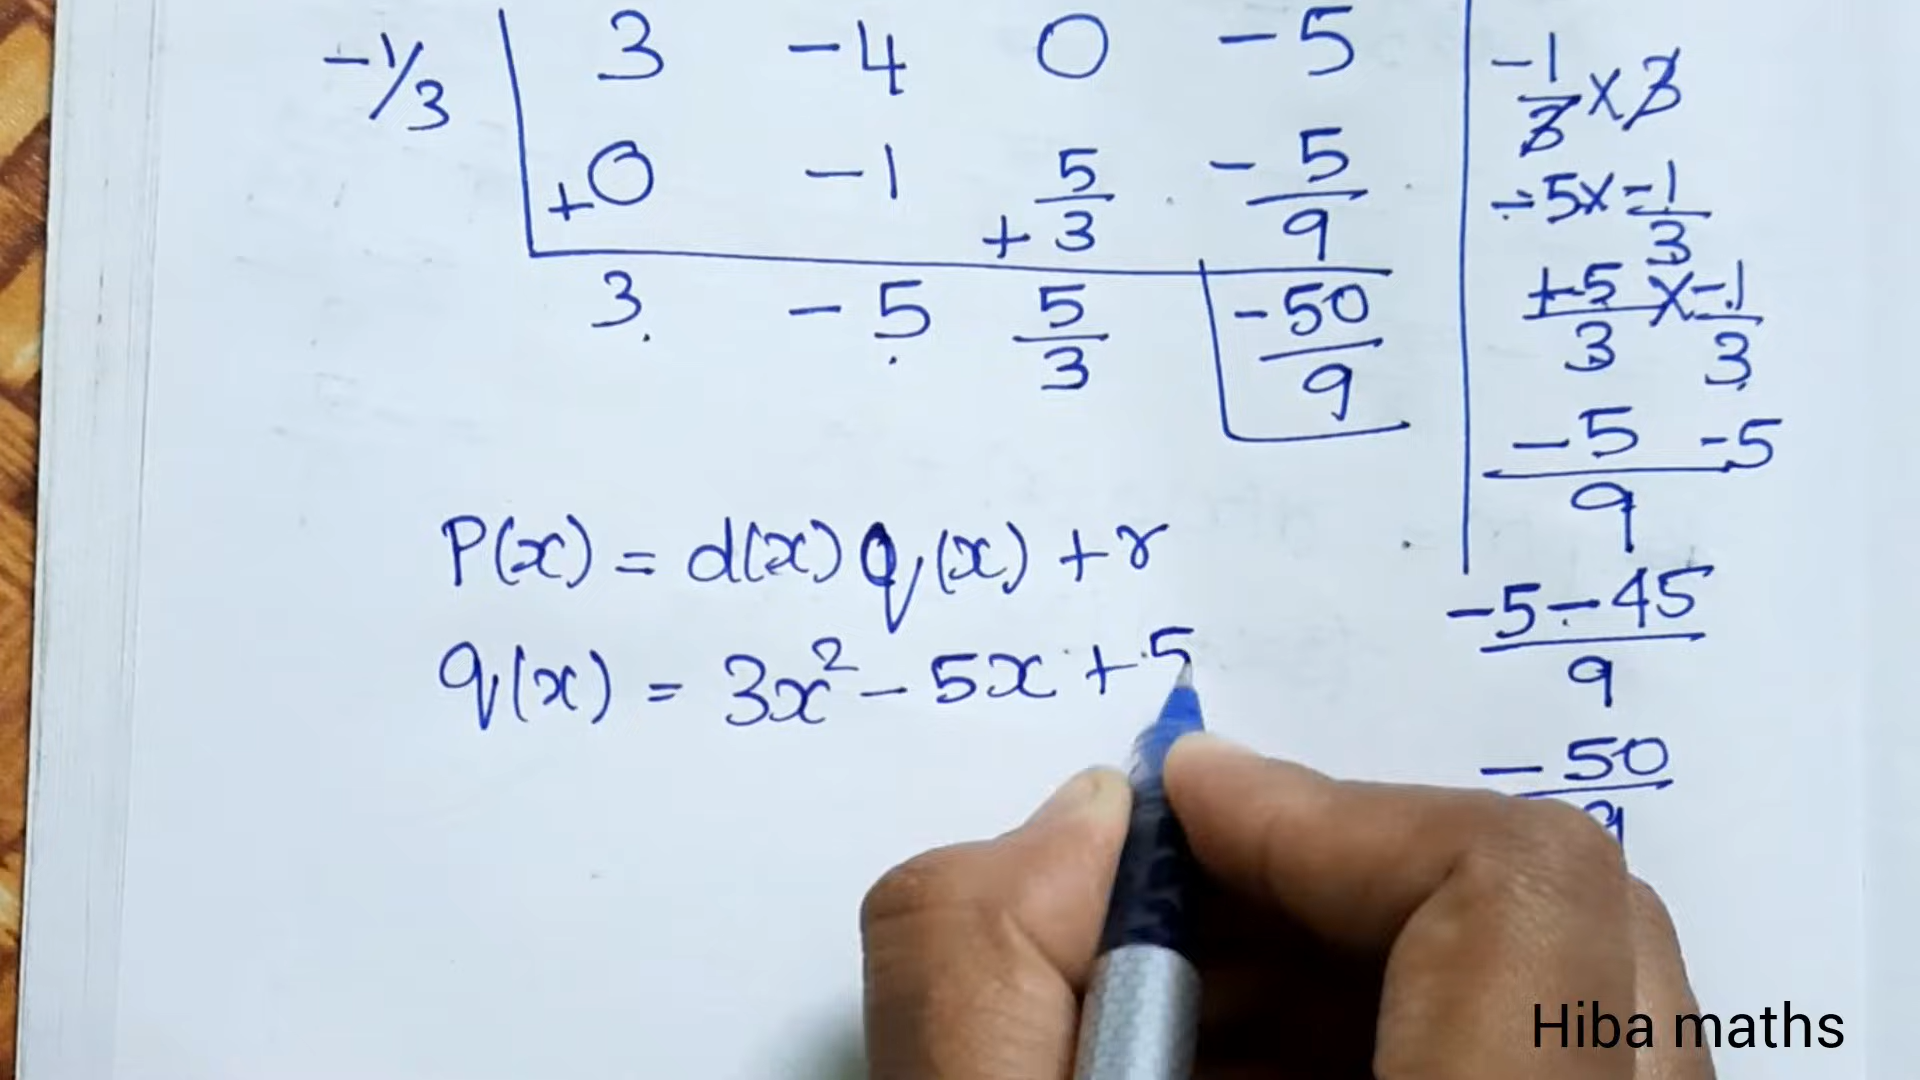 -1/3 3 -4 0 -5
+0 -1 +5/3 -5/9
3 -5 5/3 -50/9
P(x) = d(x) q(x) + r
q(x) = 3x² - 5x + 5
-1/3 × 3
-5 × -1/3
+5/3 × -1/3
-5/9 -5
-5-45/9
-50/9
Hiba maths